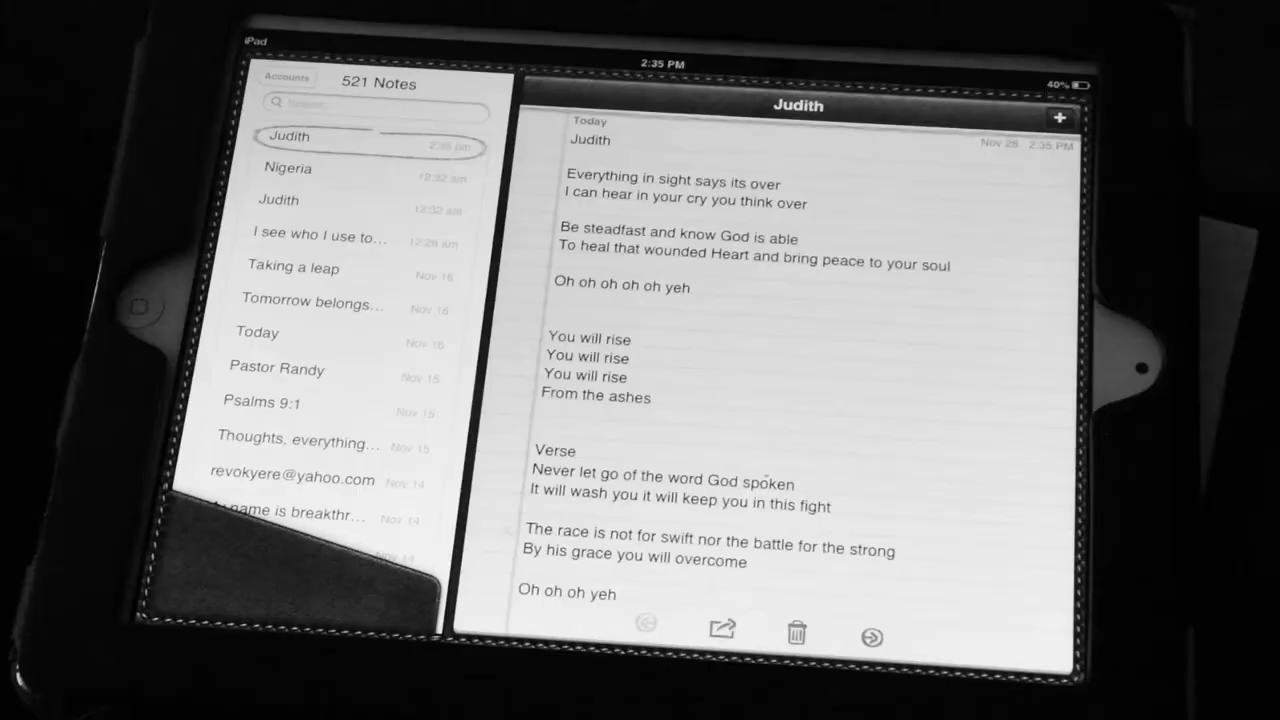 iPad
2:35 PM
40%
Accounts
521 Notes
Search
Judith
2:35 pm
Nigeria
12:32 am
Judith
12:32 am
I see who I use to...
12:28 am
Taking a leap
Nov 16
Tomorrow belongs...
Nov 16
Today
Nov 16
Pastor Randy
Nov 15
Psalms 9:1
Nov 15
Thoughts, everything...
Nov 15
revokyere@yahoo.com
Nov 14
name is breakthr...
Nov 14
Nov 14
Judith
+
Today
Nov 28 2:35 PM
Judith
Everything in sight says its over
I can hear in your cry you think over
Be steadfast and know God is able
To heal that wounded Heart and bring peace to your soul
Oh oh oh oh oh yeh
You will rise
You will rise
You will rise
From the ashes
Verse
Never let go of the word God spoken
It will wash you it will keep you in this fight
The race is not for swift nor the battle for the strong
By his grace you will overcome
Oh oh oh yeh